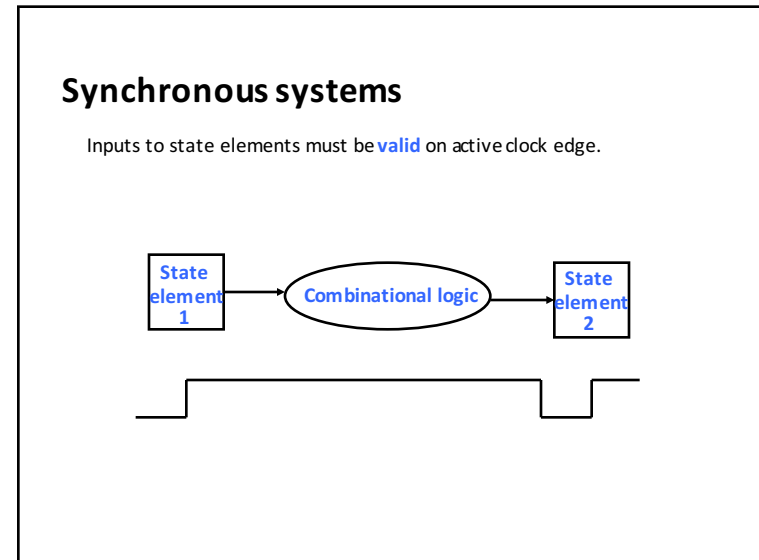 Synchronous systems
Inputs to state elements must be valid on active clock edge.
State
element
1
Combinational logic
State
element
2